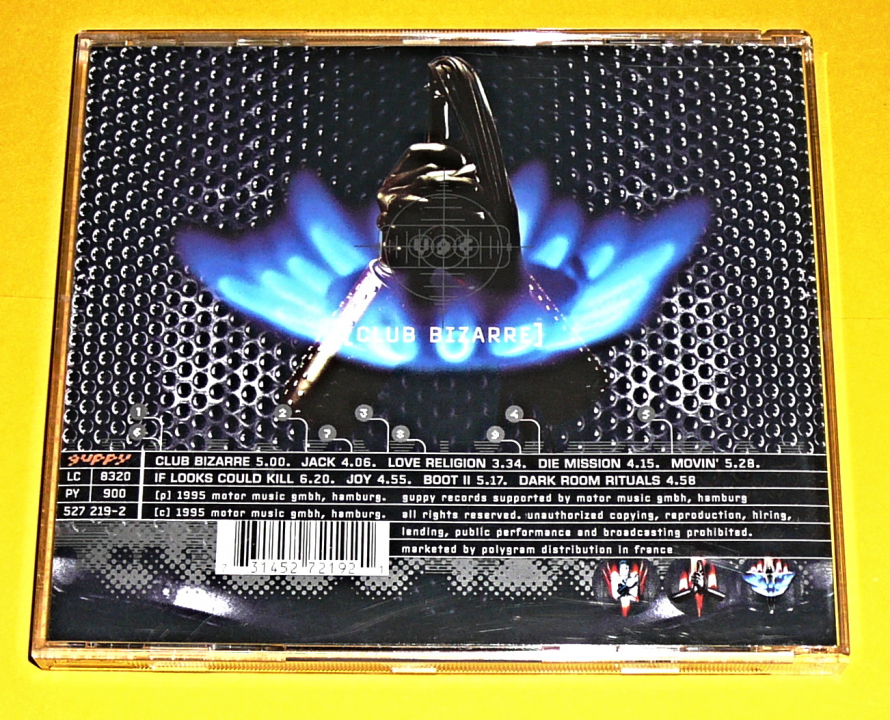 U96
[CLUB BIZARRE]
1 2 3 4 5
6 7 8 9
guppy
LC 8320
PY 900
527 219-2
CLUB BIZARRE 5.00. JACK 4.06. LOVE RELIGION 3.34. DIE MISSION 4.15. MOVIN' 5.28.
IF LOOKS COULD KILL 6.20. JOY 4.55. BOOT II 5.17. DARK ROOM RITUALS 4.58
(p) 1995 motor music gmbh, hamburg. guppy records supported by motor music gmbh, hamburg
(c) 1995 motor music gmbh, hamburg. all rights reserved. unauthorized copying, reproduction, hiring,
lending, public performance and broadcasting prohibited.
marketed by polygram distribution in france
7 31452 72192 1